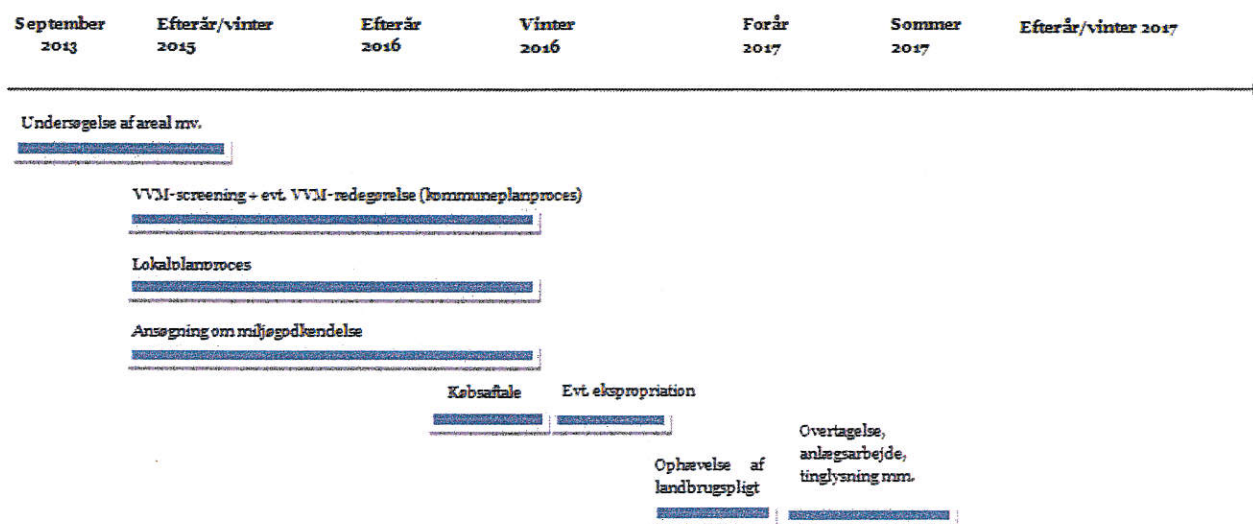 September 2013
Efterår/vinter 2015
Efterår 2016
Vinter 2016
Forår 2017
Sommer 2017
Efterår/vinter 2017
Undersøgelse af areal mv.
VVM-screening + evt. VVM-redegørelse (kommuneplanproces)
Lokalplanproces
Ansøgning om miljøgodkendelse
Købsaftale
Evt. ekspropriation
Overtagelse,
anlægsarbejde,
tinglysning mm.
Ophævelse af
landbrugspligt